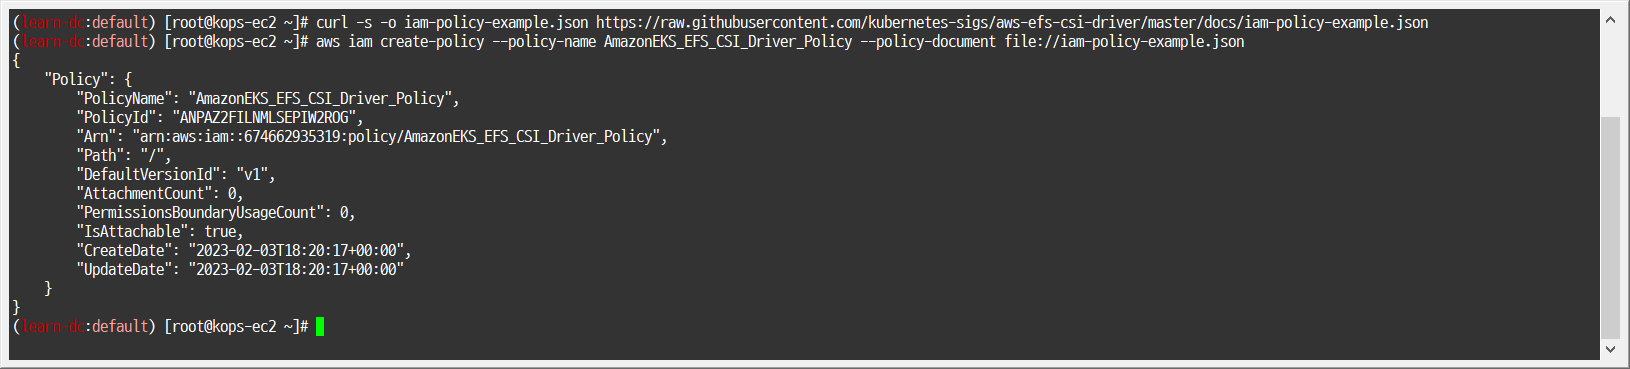 (learn-dc:default) [root@kops-ec2 ~]# curl -s -o iam-policy-example.json https://raw.githubusercontent.com/kubernetes-sigs/aws-efs-csi-driver/master/docs/iam-policy-example.json
(learn-dc:default) [root@kops-ec2 ~]# aws iam create-policy --policy-name AmazonEKS_EFS_CSI_Driver_Policy --policy-document file://iam-policy-example.json
{
    "Policy": {
        "PolicyName": "AmazonEKS_EFS_CSI_Driver_Policy",
        "PolicyId": "ANPAZ2FILNMLSEPIW2ROG",
        "Arn": "arn:aws:iam::674662935319:policy/AmazonEKS_EFS_CSI_Driver_Policy",
        "Path": "/",
        "DefaultVersionId": "v1",
        "AttachmentCount": 0,
        "PermissionsBoundaryUsageCount": 0,
        "IsAttachable": true,
        "CreateDate": "2023-02-03T18:20:17+00:00",
        "UpdateDate": "2023-02-03T18:20:17+00:00"
    }
}
(learn-dc:default) [root@kops-ec2 ~]#